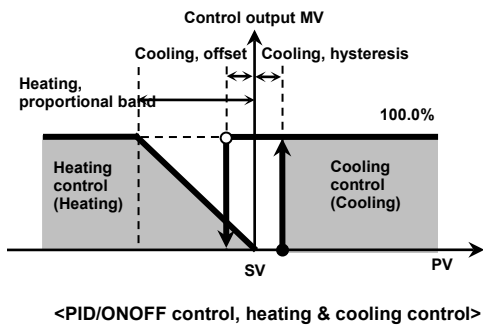 Control output MV
Cooling, offset
Cooling, hysteresis
Heating,
proportional band
100.0%
Heating
control
(Heating)
Cooling
control
(Cooling)
SV
PV
<PID/ONOFF control, heating & cooling control>